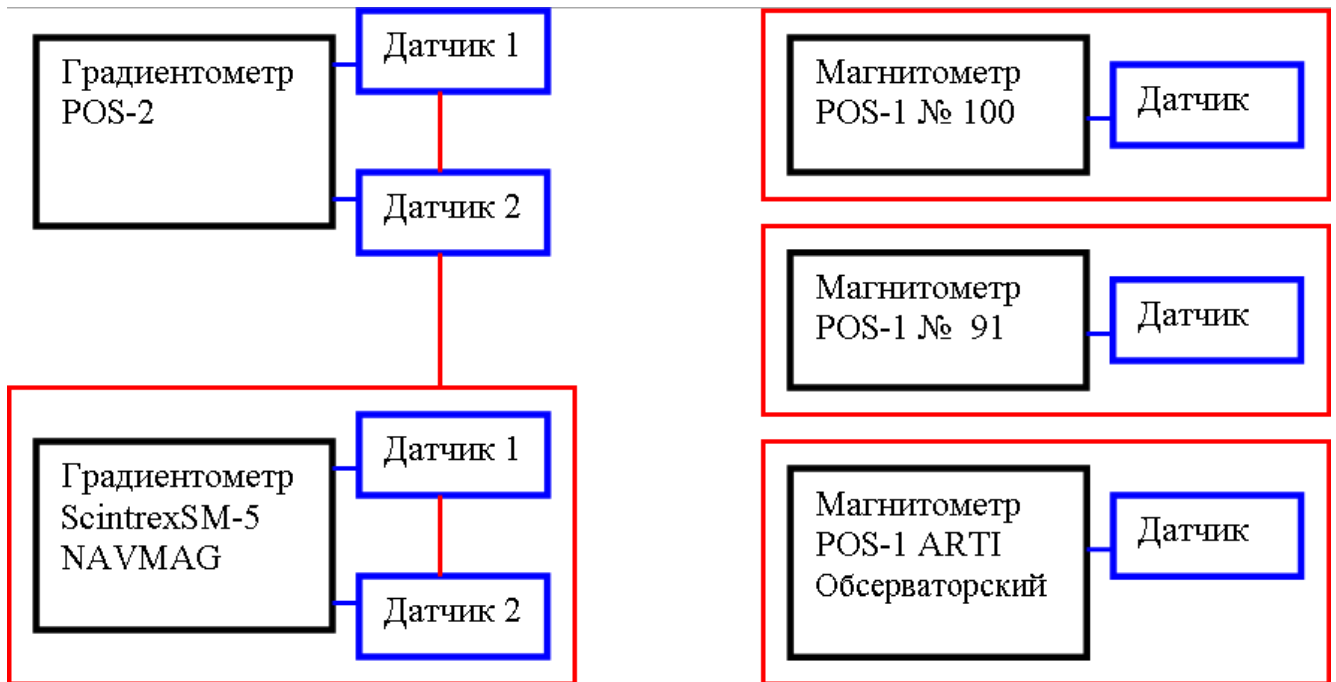 Градиентометр
POS-2
Датчик 1
Датчик 2
Градиентометр
ScintrexSM-5
NAVMAG
Датчик 1
Датчик 2
Магнитометр
POS-1 № 100
Датчик
Магнитометр
POS-1 № 91
Датчик
Магнитометр
POS-1 ARTI
Обсерваторский
Датчик